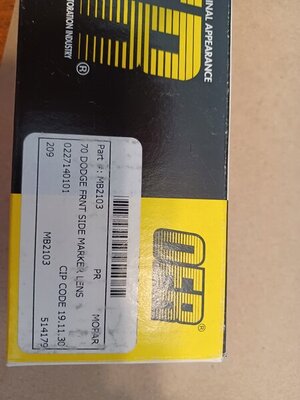 INAL APPEARANCE
ORATION INDUSTRY
R®
Part #: MB2103 PR MOPAR
70 DODGE FRNT SIDE MARKER LENS
0227140101 CIP CODE 19.11.30
209 MB2103 514179
OER®